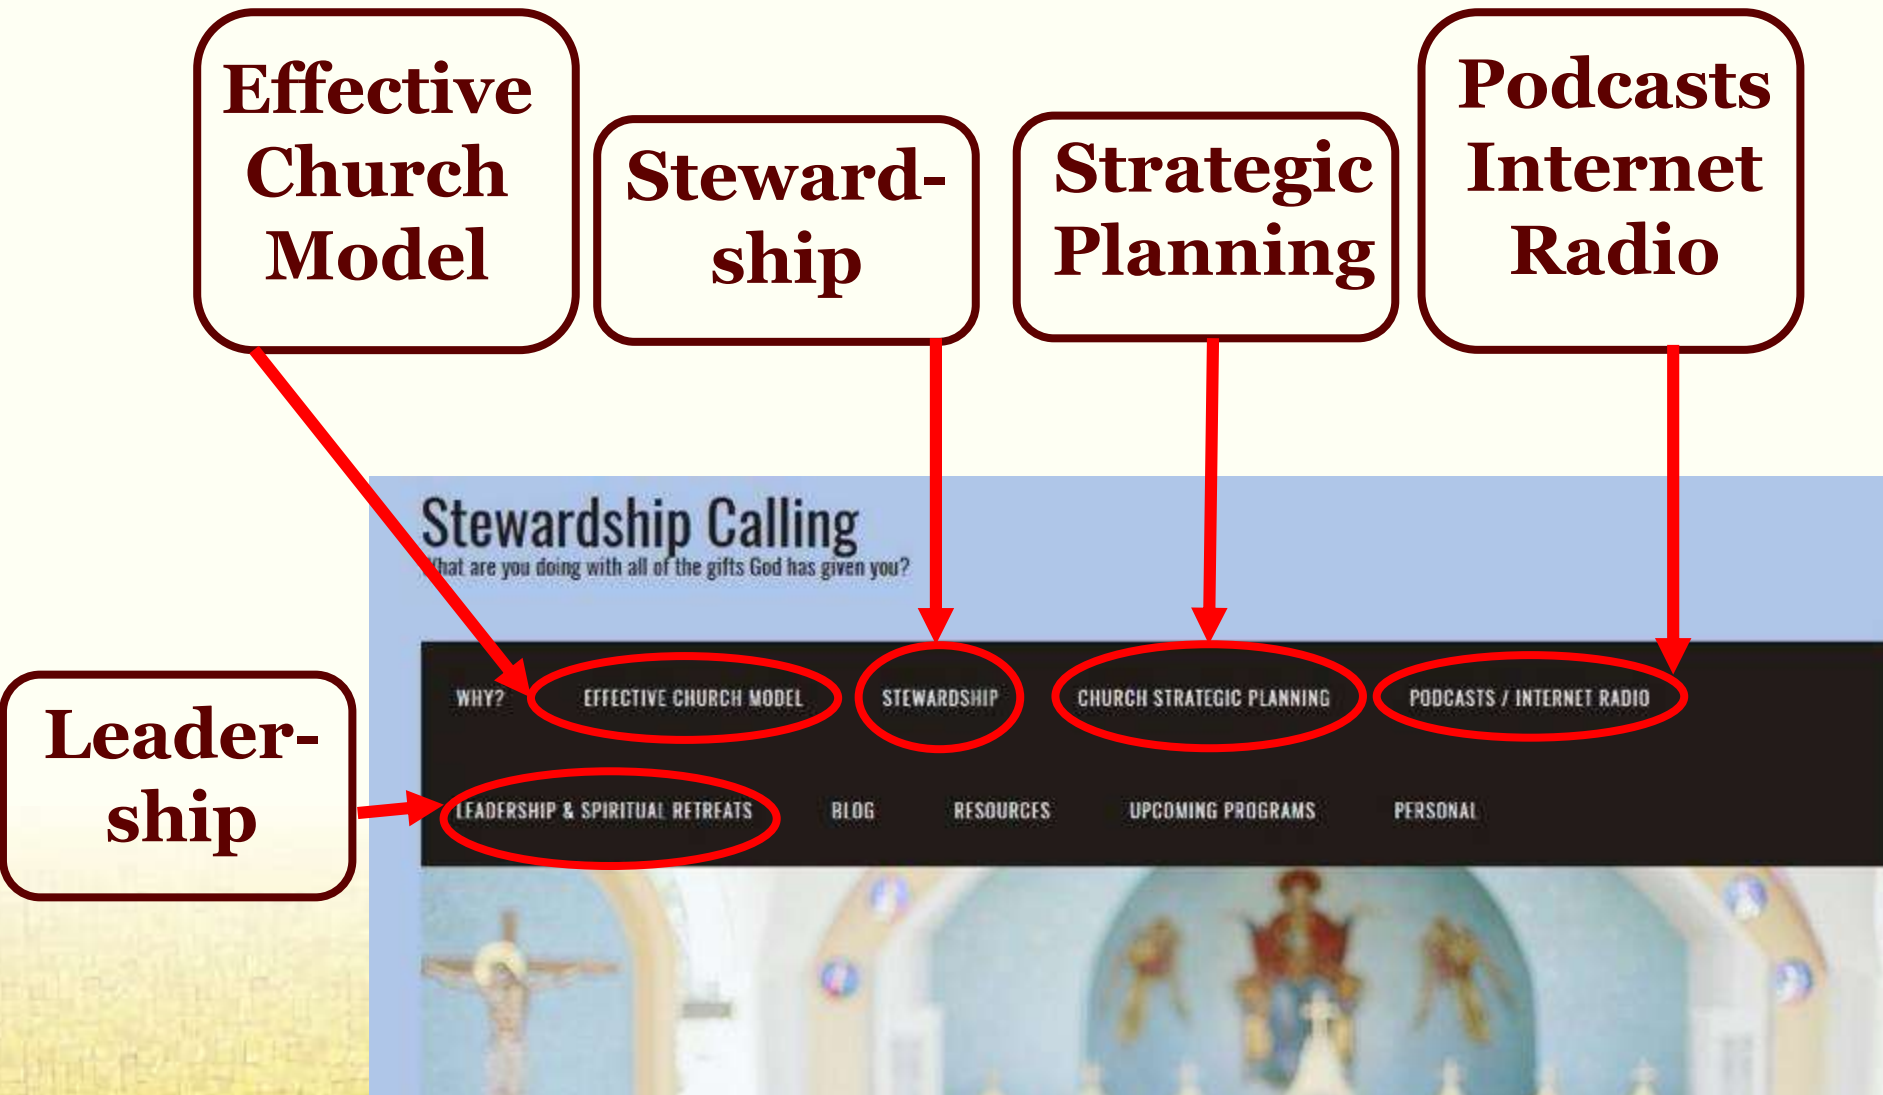 Effective
Church
Model
Steward-
ship
Strategic
Planning
Podcasts
Internet
Radio
Stewardship Calling
What are you doing with all of the gifts God has given you?
WHY?
EFFECTIVE CHURCH MODEL
STEWARDSHIP
CHURCH STRATEGIC PLANNING
PODCASTS / INTERNET RADIO
Leader-
ship
LEADERSHIP & SPIRITUAL RETREATS
BLOG
RESOURCES
UPCOMING PROGRAMS
PERSONAL